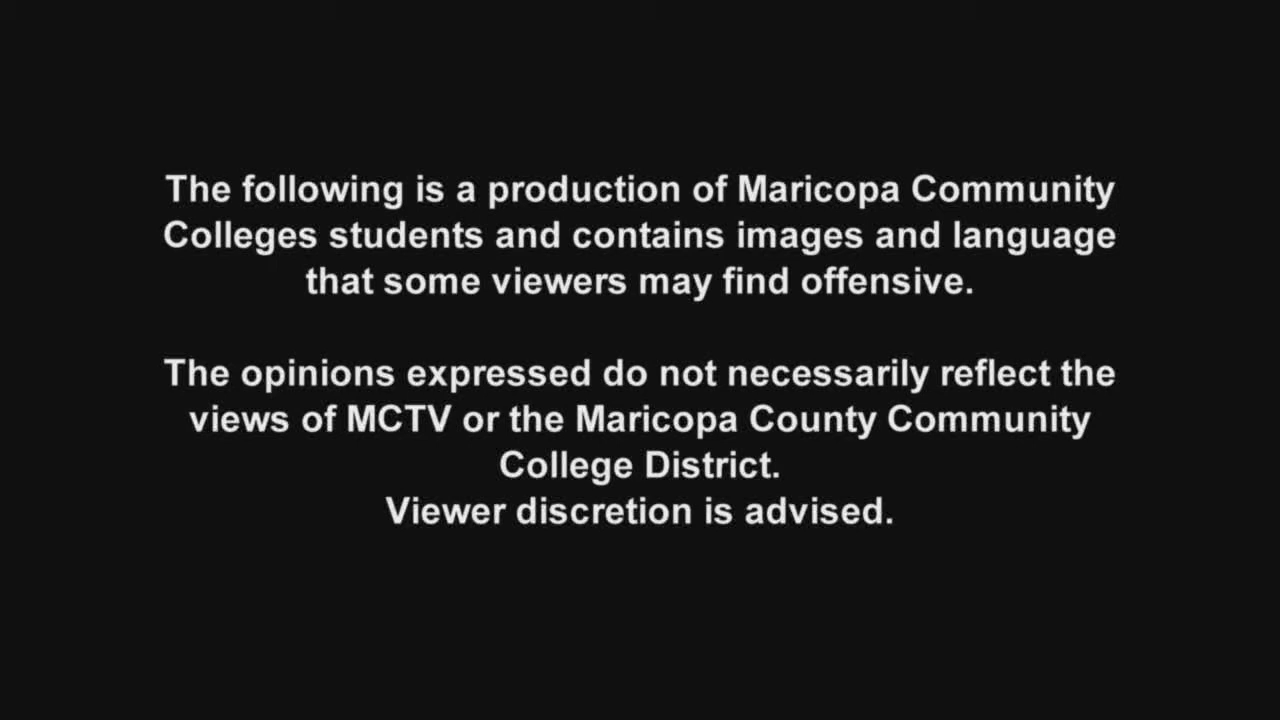 The following is a production of Maricopa Community
Colleges students and contains images and language
that some viewers may find offensive.
The opinions expressed do not necessarily reflect the
views of MCTV or the Maricopa County Community
College District.
Viewer discretion is advised.